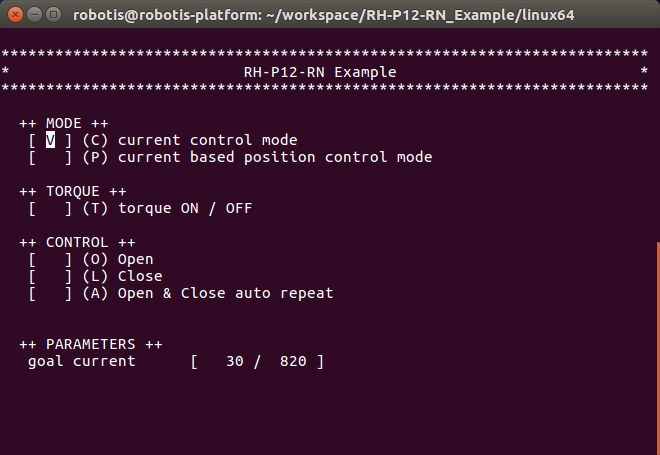 robotis@robotis-platform: ~/workspace/RH-P12-RN_Example/linux64
************************************************************************
*                          RH-P12-RN Example                           *
************************************************************************
++ MODE ++
[ V ] (C) current control mode
[   ] (P) current based position control mode
++ TORQUE ++
[   ] (T) torque ON / OFF
++ CONTROL ++
[   ] (O) Open
[   ] (L) Close
[   ] (A) Open & Close auto repeat
++ PARAMETERS ++
goal current      [   30 /  820 ]